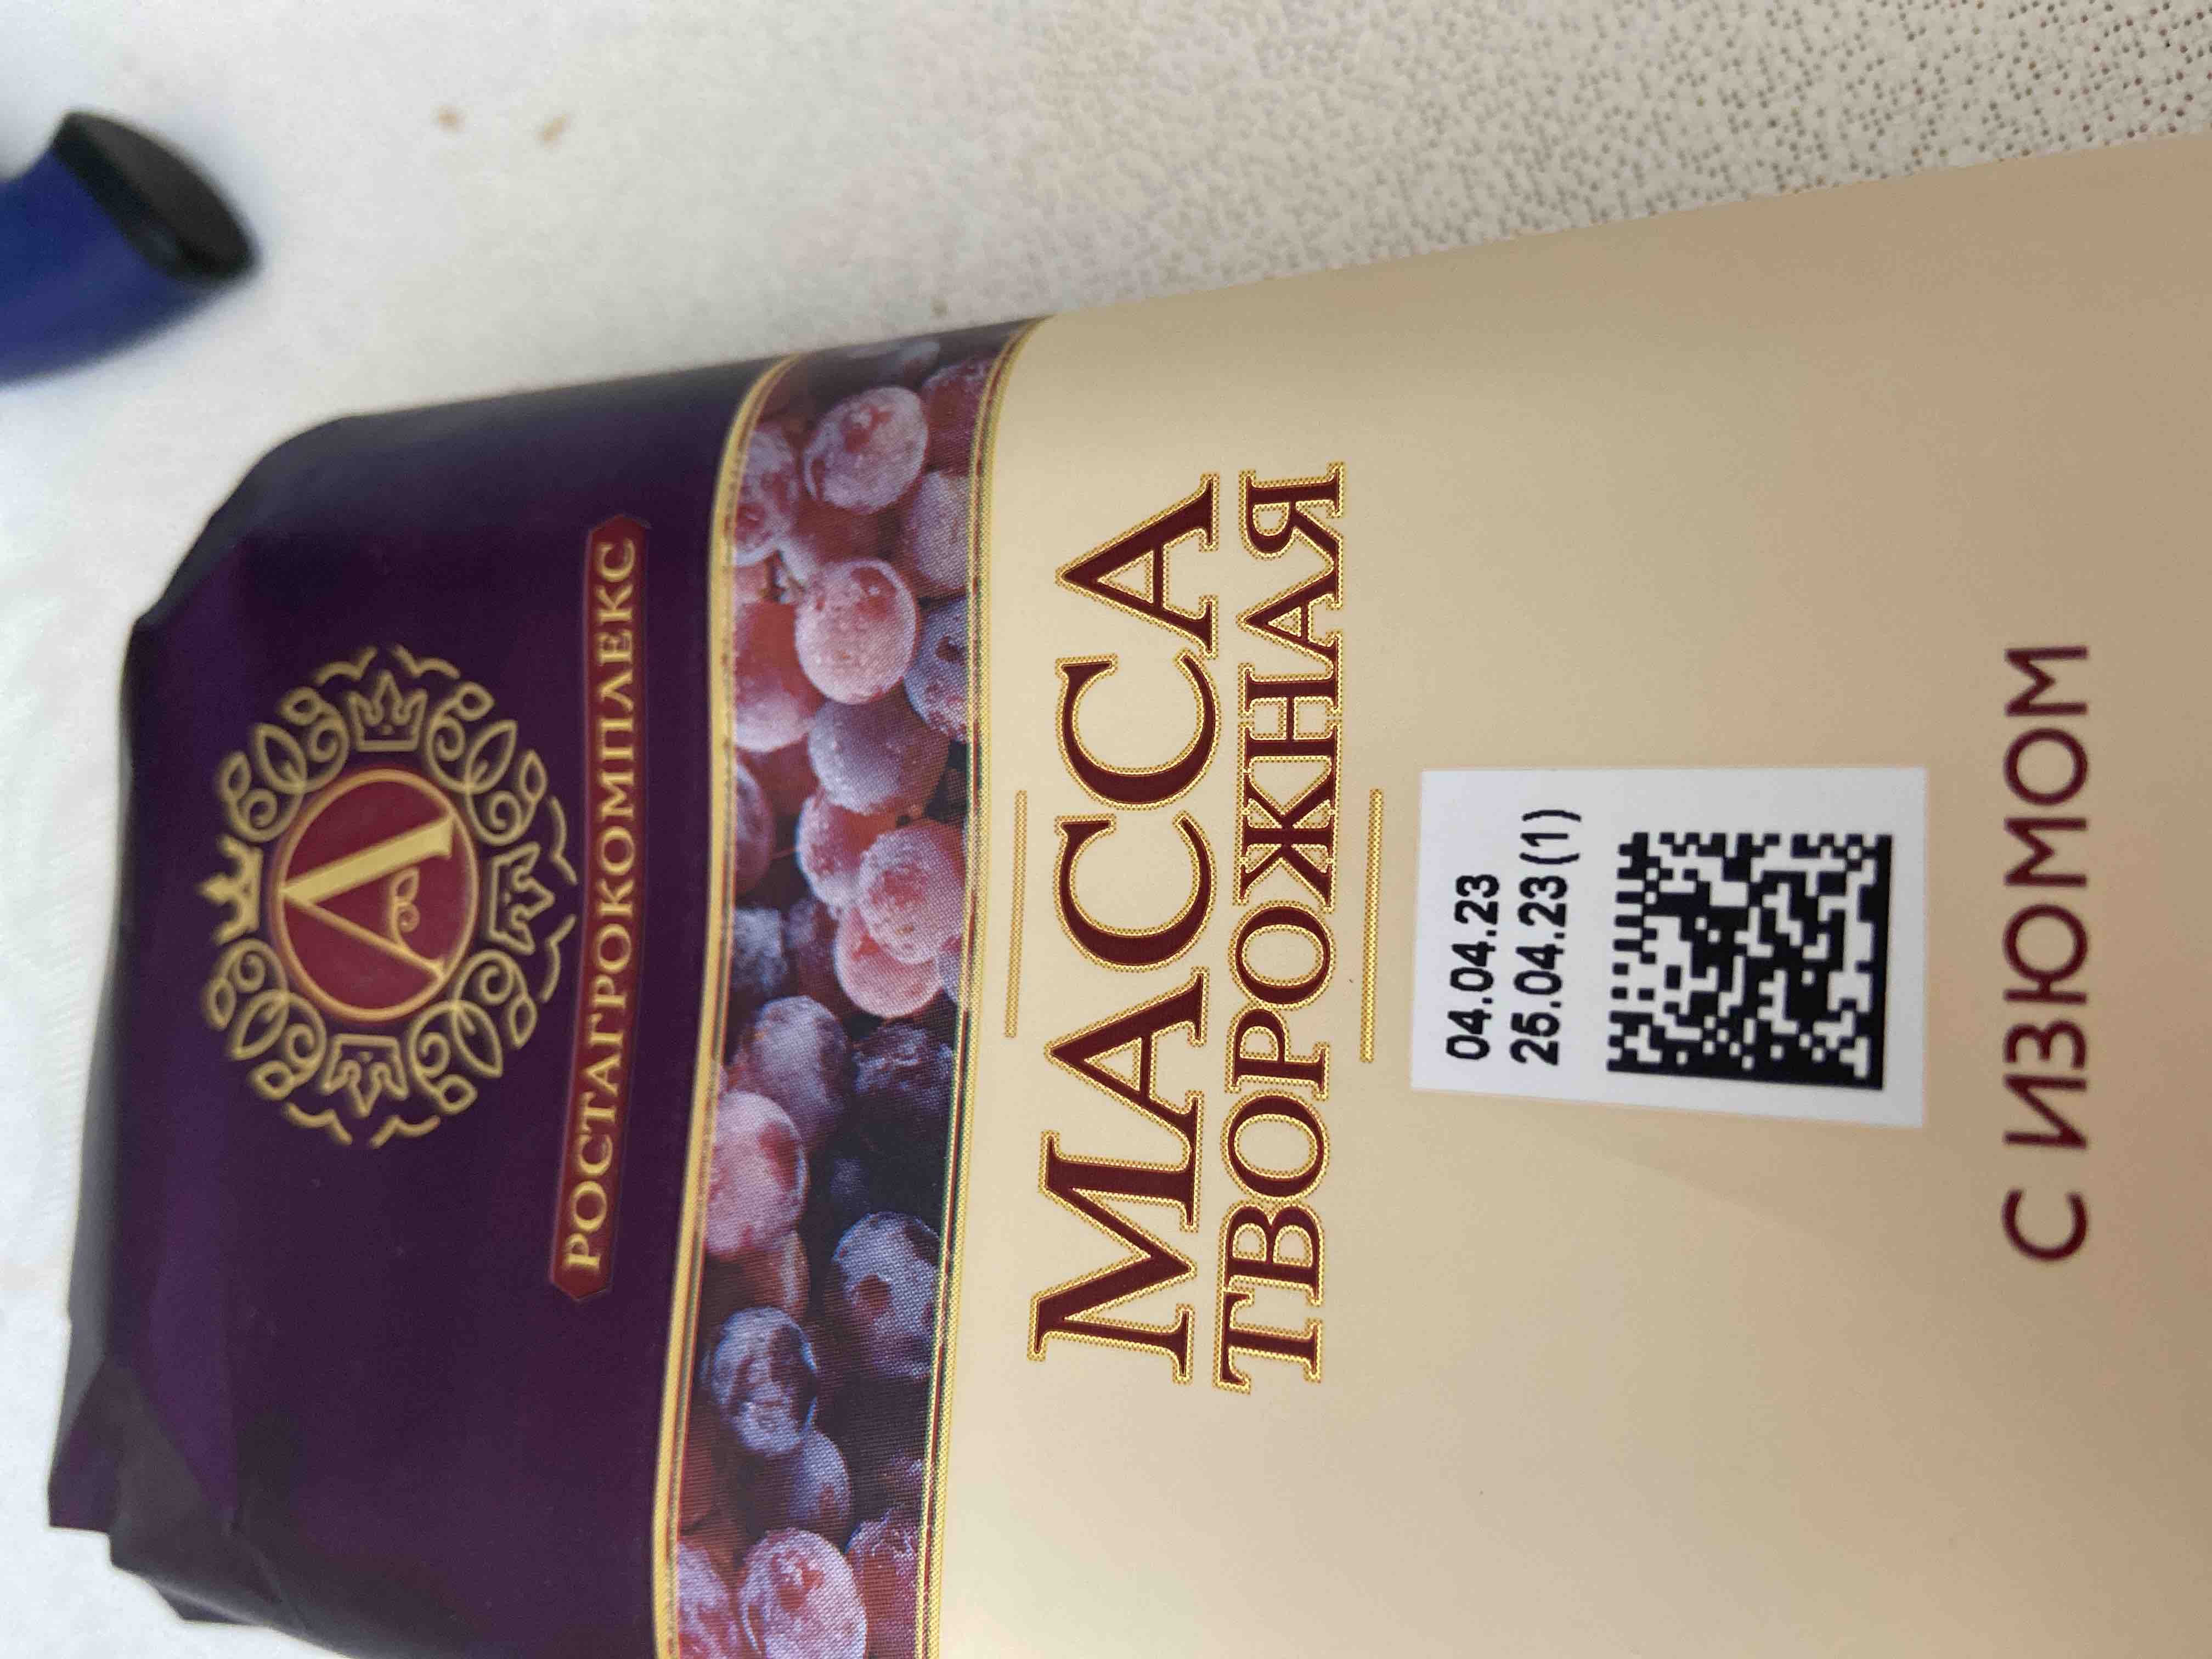 РОСТАГРОКОМПЛЕКС
МАССА
ТВОРОЖНАЯ
04.04.23
25.04.23(1)
С ИЗЮМОМ